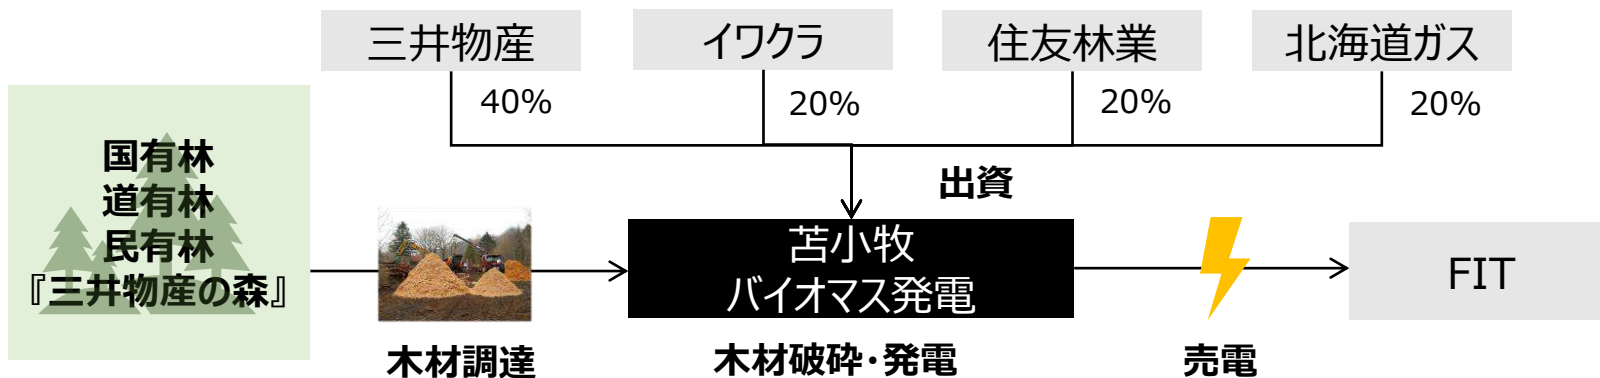 三井物産
イワクラ
住友林業
北海道ガス
40%
20%
20%
20%
国有林
道有林
民有林
『三井物産の森』
出資
苫小牧
バイオマス発電
FIT
木材調達
木材破砕・発電
売電